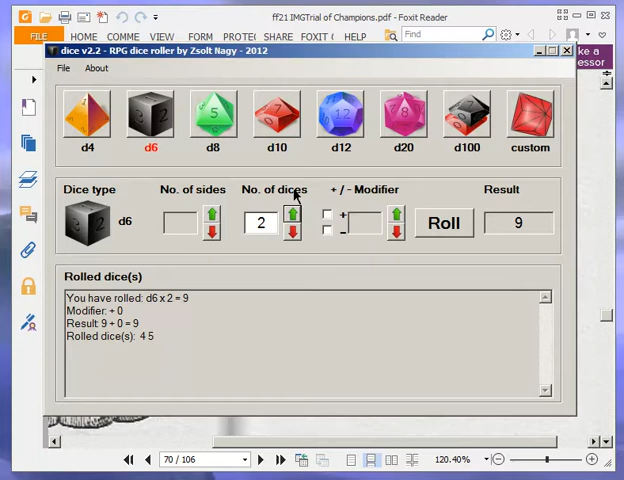 ff21 IMGTrial of Champions.pdf - Foxit Reader
FILE HOME COMME VIEW FORM PROTE SHARE FOXIT C HELP Find
dice v2.2 - RPG dice roller by Zsolt Nagy - 2012
ke a
essor
File About
d4 d6 d8 d10 d12 d20 d100 custom
Dice type No. of sides No. of dices + / - Modifier Result
d6 2 + - Roll 9
Rolled dice(s)
You have rolled: d6 x 2 = 9
Modifier: + 0
Result: 9 + 0 = 9
Rolled dice(s): 4 5
70 / 106 120.40%